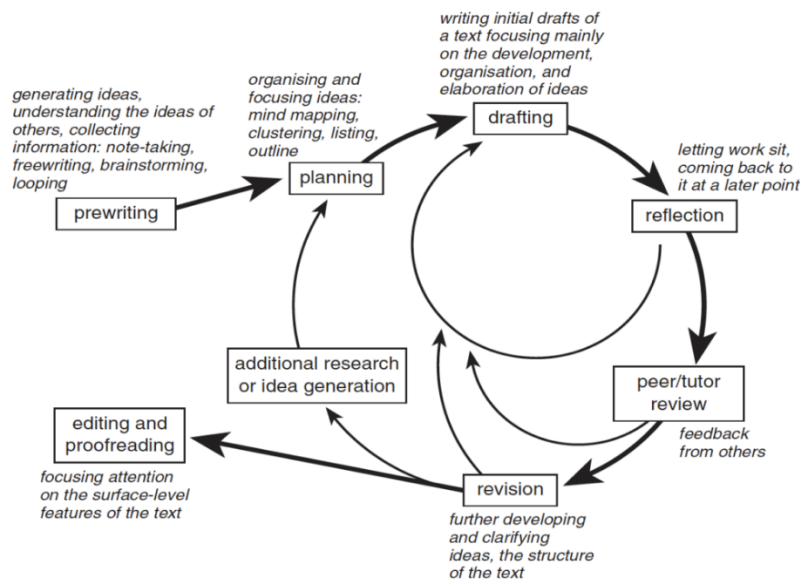 generating ideas,
understanding the ideas of
others, collecting
information: note-taking,
freewriting, brainstorming,
looping
prewriting
organising and
focusing ideas:
mind mapping,
clustering, listing,
outline
planning
writing initial drafts of
a text focusing mainly
on the development,
organisation, and
elaboration of ideas
drafting
letting work sit,
coming back to
it at a later point
reflection
peer/tutor
review
feedback
from others
revision
further developing
and clarifying
ideas, the structure
of the text
additional research
or idea generation
editing and
proofreading
focusing attention
on the surface-level
features of the text